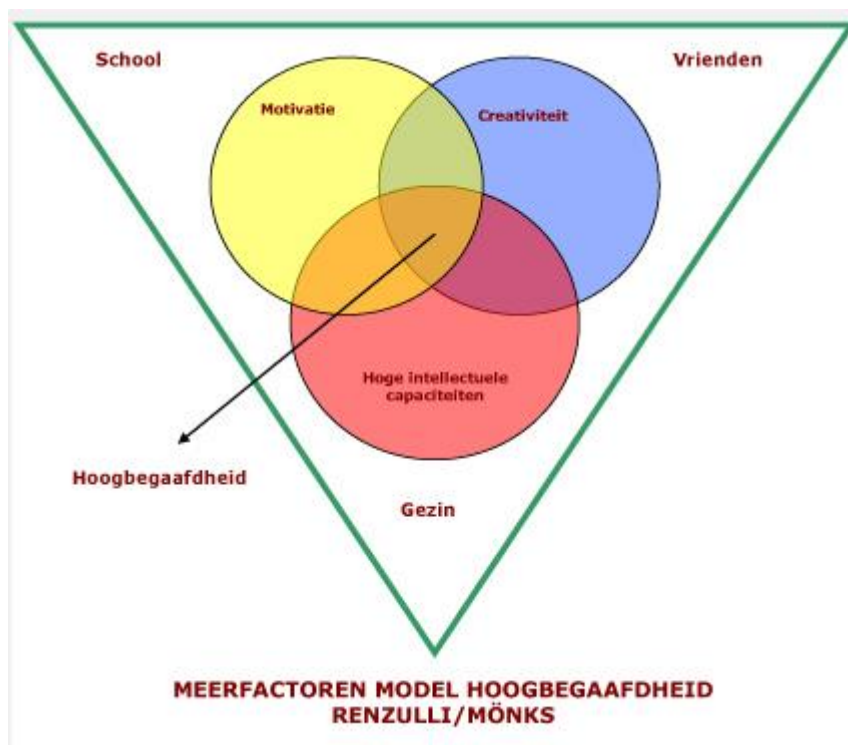 School
Vrienden
Motivatie
Creativiteit
Hoge intellectuele
capaciteiten
Hoogbegaafdheid
Gezin
MEERFACTOREN MODEL HOOGBEGAAFDHEID
RENZULLI/MÖNKS